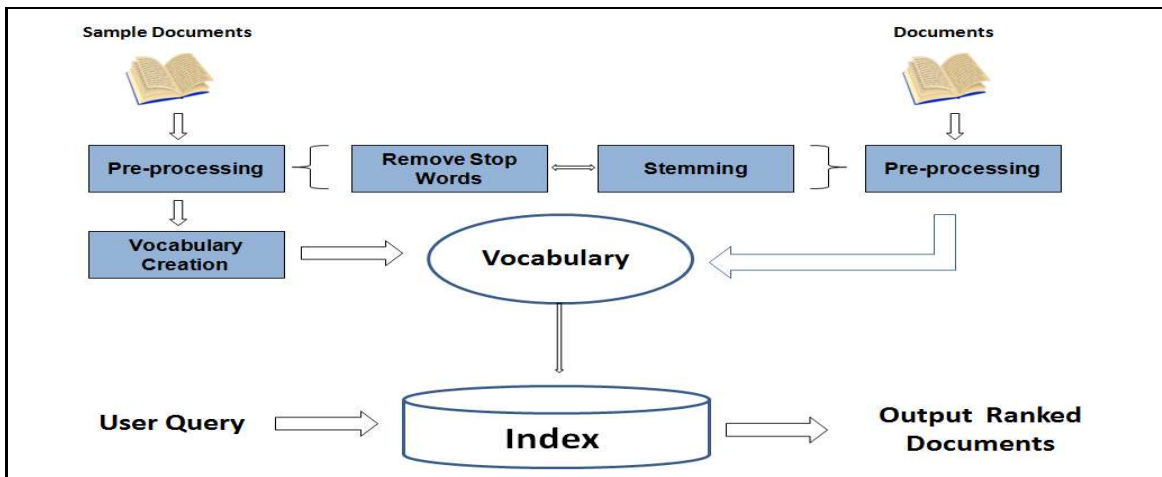 Sample Documents
Documents
Pre-processing
Remove Stop
Words
Stemming
Pre-processing
Vocabulary
Creation
Vocabulary
User Query
Index
Output Ranked
Documents